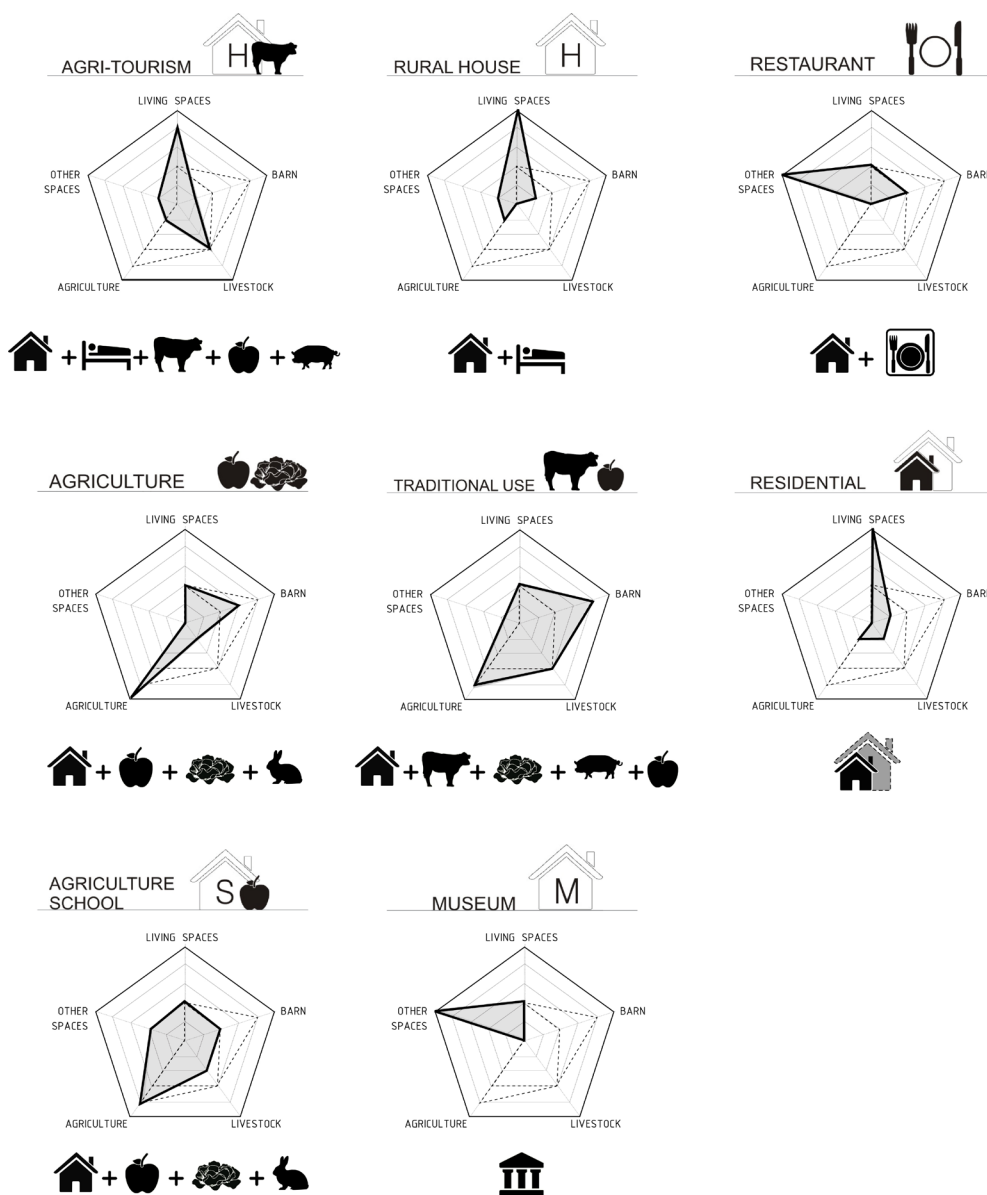 AGRI-TOURISM H
RURAL HOUSE H
RESTAURANT
LIVING SPACES
OTHER SPACES
BARN
AGRICULTURE
LIVESTOCK
LIVING SPACES
OTHER SPACES
BARN
AGRICULTURE
LIVESTOCK
LIVING SPACES
OTHER SPACES
BAR
AGRICULTURE
LIVESTOCK
+ + + +
+
+
AGRICULTURE
TRADITIONAL USE
RESIDENTIAL
LIVING SPACES
OTHER SPACES
BARN
AGRICULTURE
LIVESTOCK
LIVING SPACES
OTHER SPACES
BARN
AGRICULTURE
LIVESTOCK
LIVING SPACES
OTHER SPACES
BAR
AGRICULTURE
LIVESTOCK
+ + +
+ + + +
AGRICULTURE
SCHOOL S
MUSEUM M
LIVING SPACES
OTHER SPACES
BARN
AGRICULTURE
LIVESTOCK
LIVING SPACES
OTHER SPACES
BARN
AGRICULTURE
LIVESTOCK
+ + +